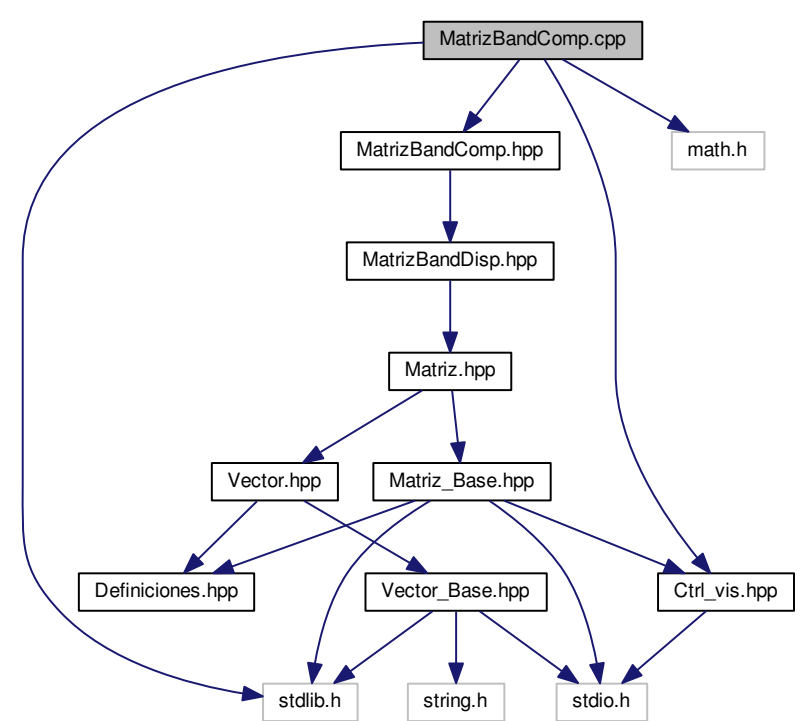 MatrizBandComp.cpp
MatrizBandComp.hpp
math.h
MatrizBandDisp.hpp
Matriz.hpp
Vector.hpp
Matriz_Base.hpp
Definiciones.hpp
Vector_Base.hpp
Ctrl_vis.hpp
stdlib.h
string.h
stdio.h